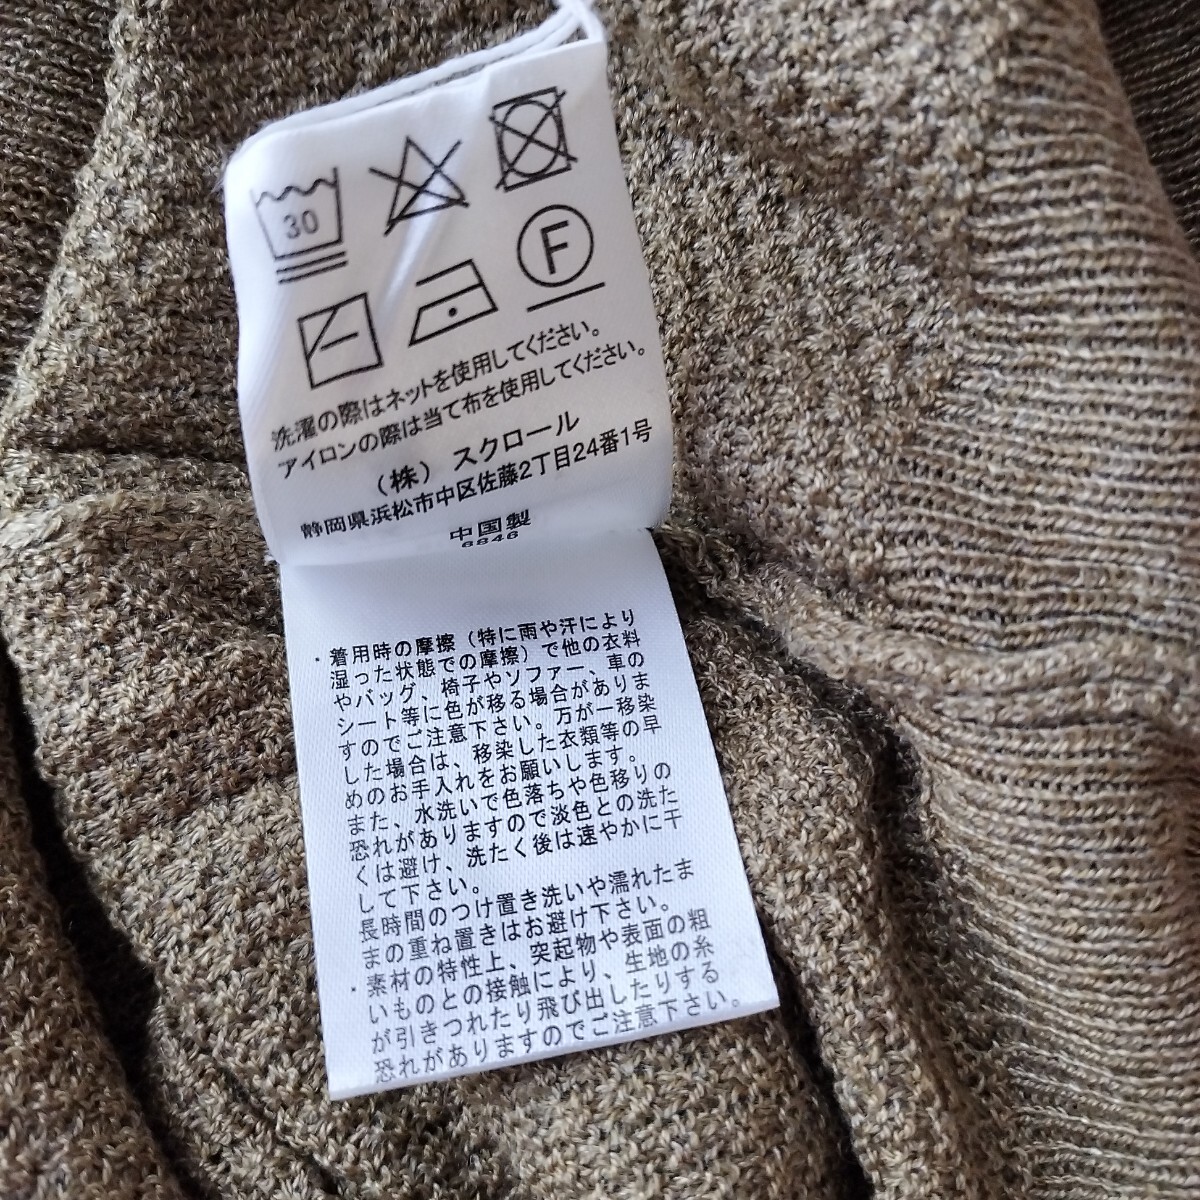 30
F
洗濯の際はネットを使用してください。
アイロンの際は当て布を使用してください。
（株） スクロール
静岡県浜松市中区佐藤2丁目24番1号
中国製
6846
・着用時の摩擦（特に雨や汗により
湿った状態での摩擦）で他の衣料
やバッグ、椅子やソファー、車の
シート等に色が移る場合がありま
すのでご注意下さい。万が一移染
した場合は、移染した衣類等の早
めのお手入れをお願いします。
また、水洗いで色落ちや色移りの
恐れがありますので淡色との洗た
くは避け、洗たく後は速やかに干
して下さい。
長時間のつけ置き洗いや濡れたま
まの重ね置きはお避け下さい。
・素材の特性上、突起物や表面の粗
いものとの接触により、生地の糸
が引きつれたり飛び出したりする
恐れがありますのでご注意下さい。